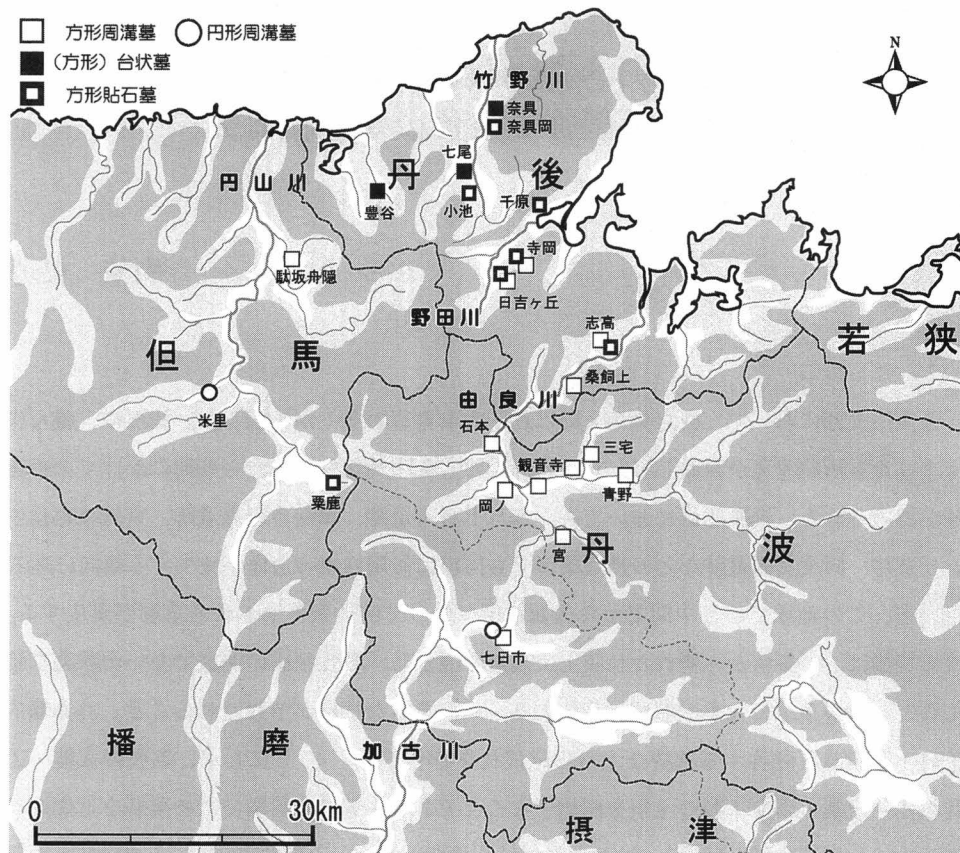 方形周溝墓 円形周溝墓
(方形)台状墓
方形貼石墓
N
竹野川
奈具
奈具岡
七尾
丹後
円山川
豊谷
小池
千原
寺岡
駄坂舟隠
日吉ヶ丘
野田川
志高
若狭
但馬
桑飼上
由良川
米里
石本
三宅
観音寺
粟鹿
岡ノ
青野
宮
丹波
七日市
播磨
加古川
0 30km
摂津